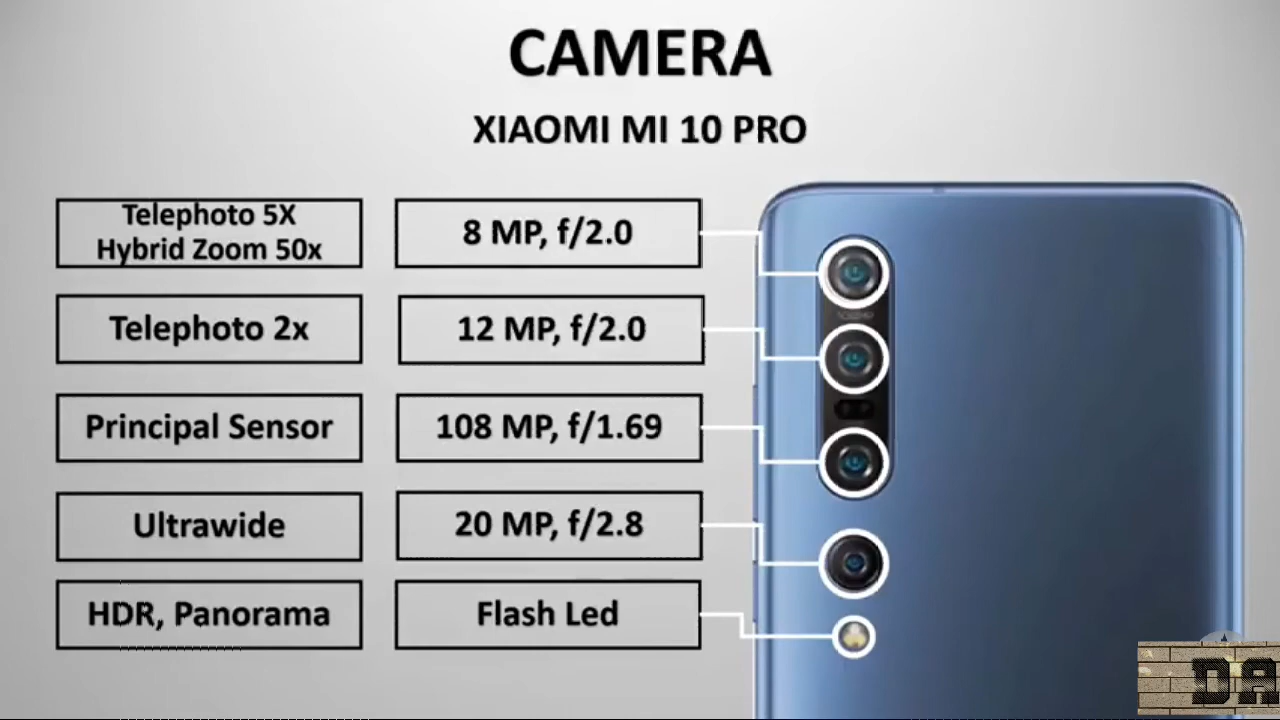 CAMERA
XIAOMI MI 10 PRO
Telephoto 5X
Hybrid Zoom 50x
8 MP, f/2.0
Telephoto 2x
12 MP, f/2.0
Principal Sensor
108 MP, f/1.69
Ultrawide
20 MP, f/2.8
HDR, Panorama
Flash Led
DA